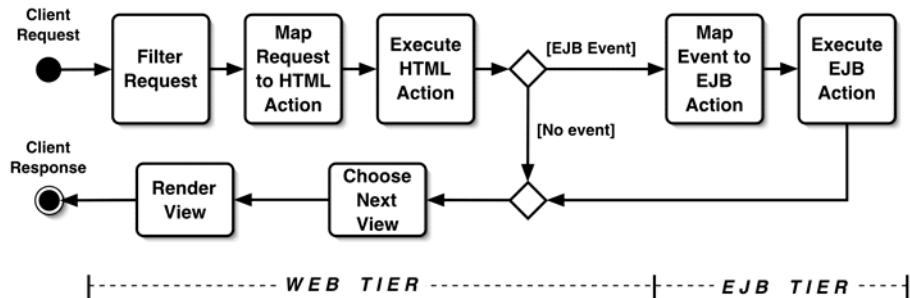 Client
Request
Filter
Request
Map
Request
to HTML
Action
Execute
HTML
Action
[EJB Event]
Map
Event to
EJB
Action
Execute
EJB
Action
[No event]
Client
Response
Render
View
Choose
Next
View
WEB TIER
EJB TIER